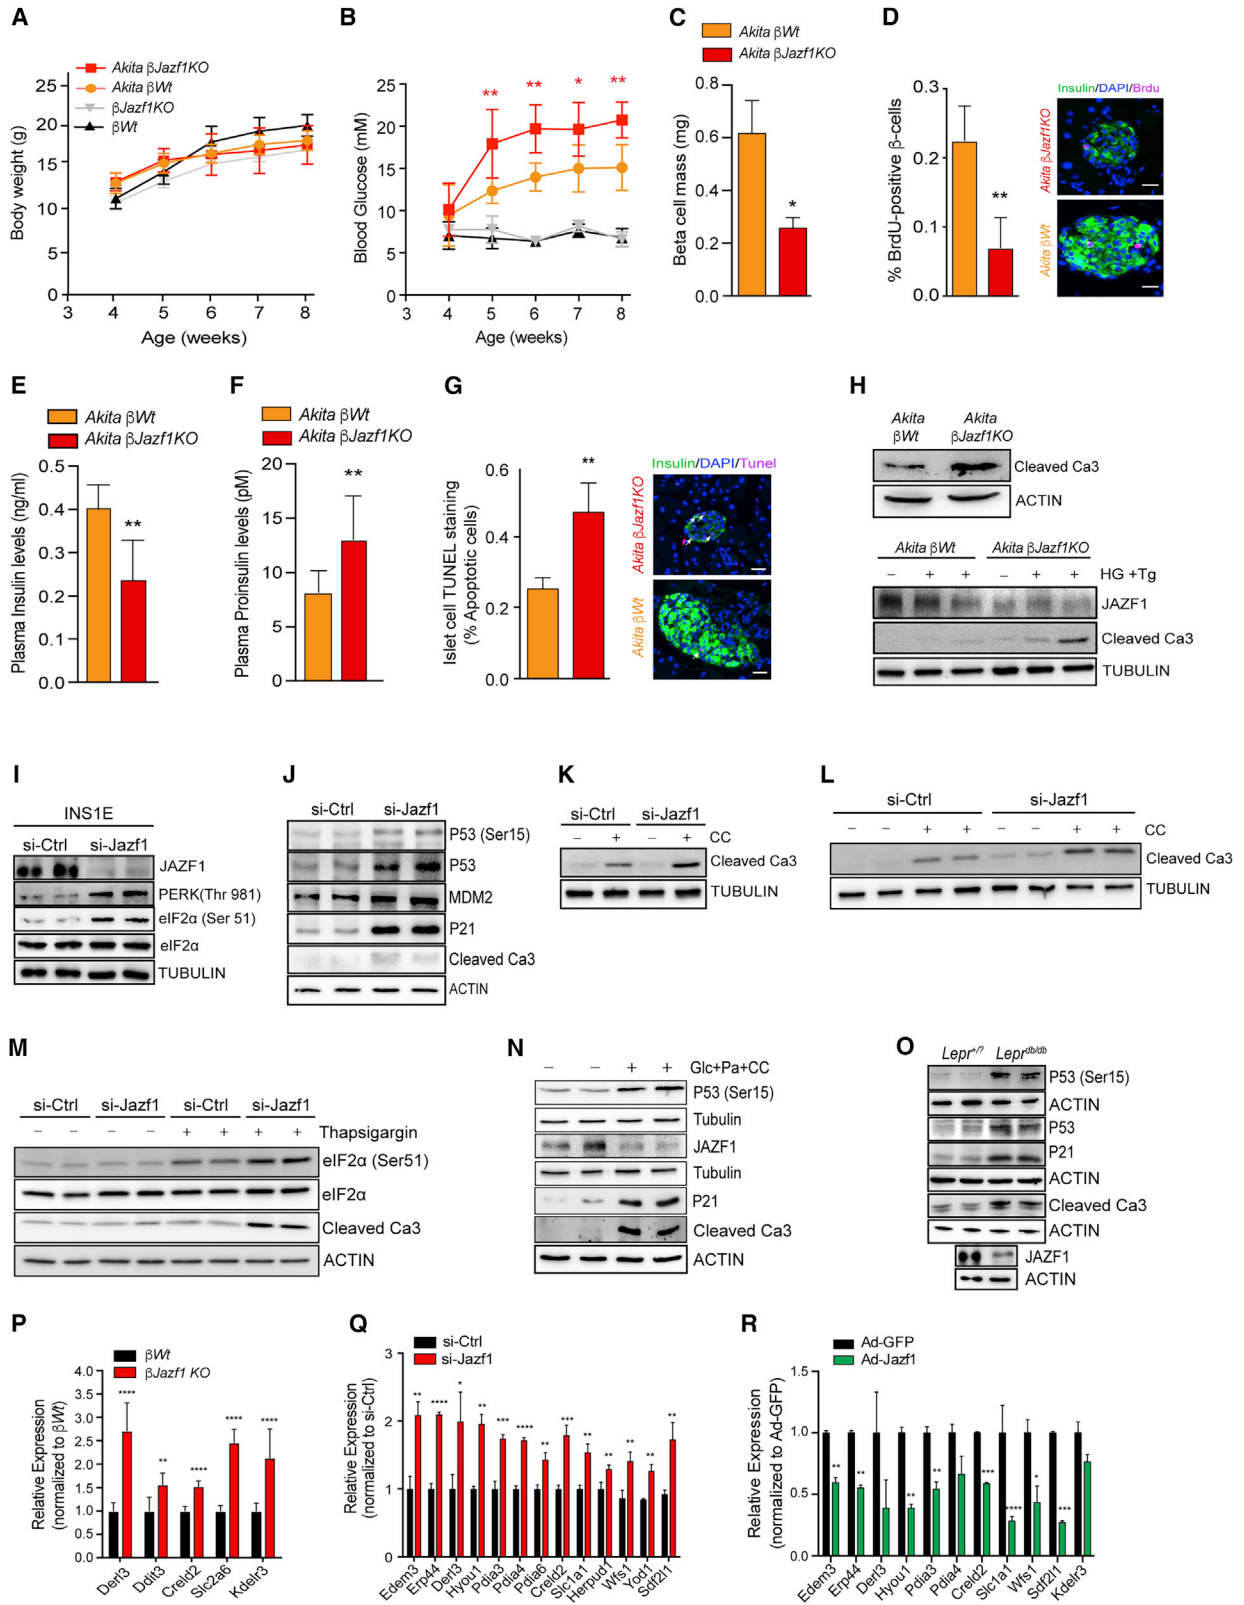 A
Akita βJazf1KO
Akita βWt
βJazf1KO
βWt
Body weight (g)
25
20
15
10
5
0
3 4 5 6 7 8
Age (weeks)
B
Blood Glucose (mM)
25
20
15
10
5
0
** ** * **
3 4 5 6 7 8
Age (weeks)
C
Akita βWt
Akita βJazf1KO
Beta cell mass (mg)
0.8
0.6
0.4
0.2
0.0
*
D
% BrdU-positive β-cells
0.3
0.2
0.1
0.0
**
Insulin/DAPI/Brdu
Akita βJazf1KO
Akita βWt
E
Akita βWt
Akita βJazf1KO
Plasma Insulin levels (ng/ml)
0.5
0.4
0.3
0.2
0.1
0.0
**
F
Akita βWt
Akita βJazf1KO
Plasma Proinsulin levels (pM)
20
15
10
5
0
**
G
Islet cell TUNEL staining
(% Apoptotic cells)
0.6
0.4
0.2
0.0
**
Insulin/DAPI/Tunel
Akita βJazf1KO
Akita βWt
H
Akita βWt
Akita βJazf1KO
Cleaved Ca3
ACTIN
Akita βWt Akita βJazf1KO
– + + – + + HG +Tg
JAZF1
Cleaved Ca3
TUBULIN
I
INS1E
si-Ctrl si-Jazf1
JAZF1
PERK(Thr 981)
eIF2α (Ser 51)
eIF2α
TUBULIN
J
si-Ctrl si-Jazf1
P53 (Ser15)
P53
MDM2
P21
Cleaved Ca3
ACTIN
K
si-Ctrl si-Jazf1
– + – + CC
Cleaved Ca3
TUBULIN
L
si-Ctrl si-Jazf1
– – + + – – + + CC
Cleaved Ca3
TUBULIN
M
si-Ctrl si-Jazf1 si-Ctrl si-Jazf1
– – – – + + + + Thapsigargin
eIF2α (Ser51)
eIF2α
Cleaved Ca3
ACTIN
N
– – + + Glc+Pa+CC
P53 (Ser15)
Tubulin
JAZF1
Tubulin
P21
Cleaved Ca3
ACTIN
O
Lepr+/? Leprdb/db
P53 (Ser15)
ACTIN
P53
P21
ACTIN
Cleaved Ca3
ACTIN
JAZF1
ACTIN
P
βWt
βJazf1 KO
Relative Expression
(normalized to βWt)
4.0
3.5
3.0
2.5
2.0
1.5
1.0
0.5
0.0
**** ** **** **** ****
Derl3 Ddit3 Creld2 Slc2a6 Kdelr3
Q
si-Ctrl
si-Jazf1
Relative Expression
(normalized to si-Ctrl)
3
2
1
0
** **** * ** *** **** ** *** ** ** ** ** **
Edem3 Erp44 Derl3 Hyou1 Pdia3 Pdia4 Pdia6 Creld2 Slc1a1 Herpud1 Wfs1 Yod1 Sdf2l1
R
Ad-GFP
Ad-Jazf1
Relative Expression
(normalized to Ad-GFP)
1.5
1.0
0.5
0.0
** ** ** ** *** **** * ***
Edem3 Erp44 Derl3 Hyou1 Pdia3 Pdia4 Creld2 Slc1a1 Wfs1 Sdf2l1 Kdelr3